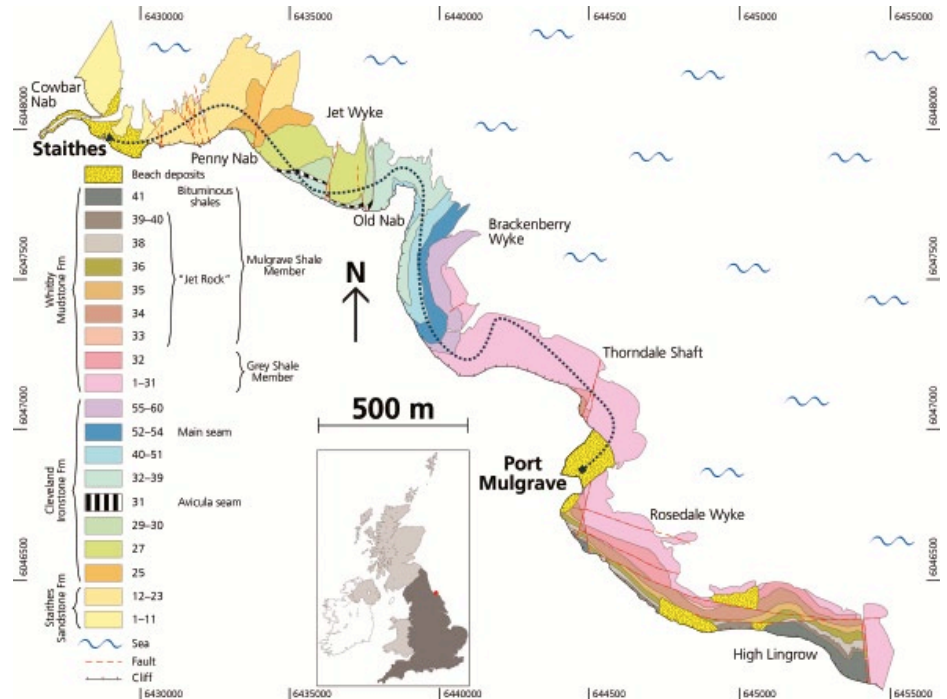 6430000
6435000
6440000
6444500
6445000
6455000
6048000
6047500
6047000
6046500
Cowbar
Nab
Staithes
Penny Nab
Jet Wyke
Old Nab
Brackenberry
Wyke
N
Thorndale Shaft
500 m
Port
Mulgrave
Rosedale Wyke
High Lingrow
Beach deposits
Whitby
Mudstone Fm
41
Bituminous
shales
39–40
38
36
35
34
33
"Jet Rock"
Mulgrave Shale
Member
32
1–31
Grey Shale
Member
Cleveland
Ironstone Fm
55–60
52–54
Main seam
40–51
32–39
31
Avicula seam
29–30
27
25
Staithes
Sandstone Fm
12–23
1–11
Sea
Fault
Cliff
6430000
6435000
6440000
6444500
6445000
6455000